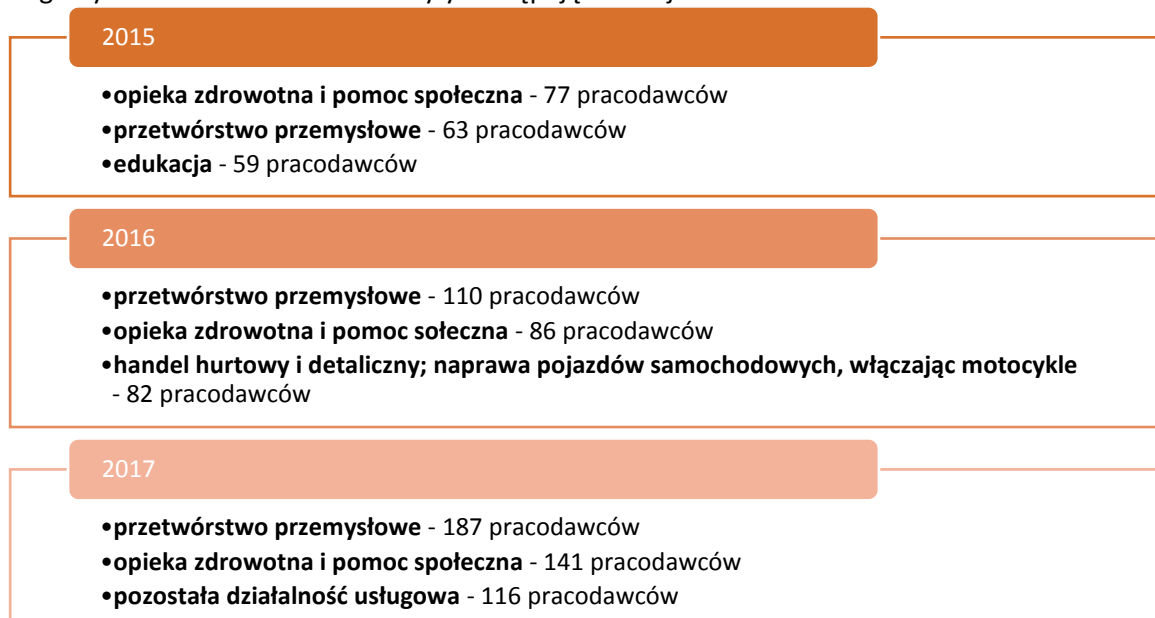 2015
•opieka zdrowotna i pomoc społeczna - 77 pracodawców
•przetwórstwo przemysłowe - 63 pracodawców
•edukacja - 59 pracodawców
2016
•przetwórstwo przemysłowe - 110 pracodawców
•opieka zdrowotna i pomoc sołeczna - 86 pracodawców
•handel hurtowy i detaliczny; naprawa pojazdów samochodowych, włączając motocykle
- 82 pracodawców
2017
•przetwórstwo przemysłowe - 187 pracodawców
•opieka zdrowotna i pomoc społeczna - 141 pracodawców
•pozostała działalność usługowa - 116 pracodawców